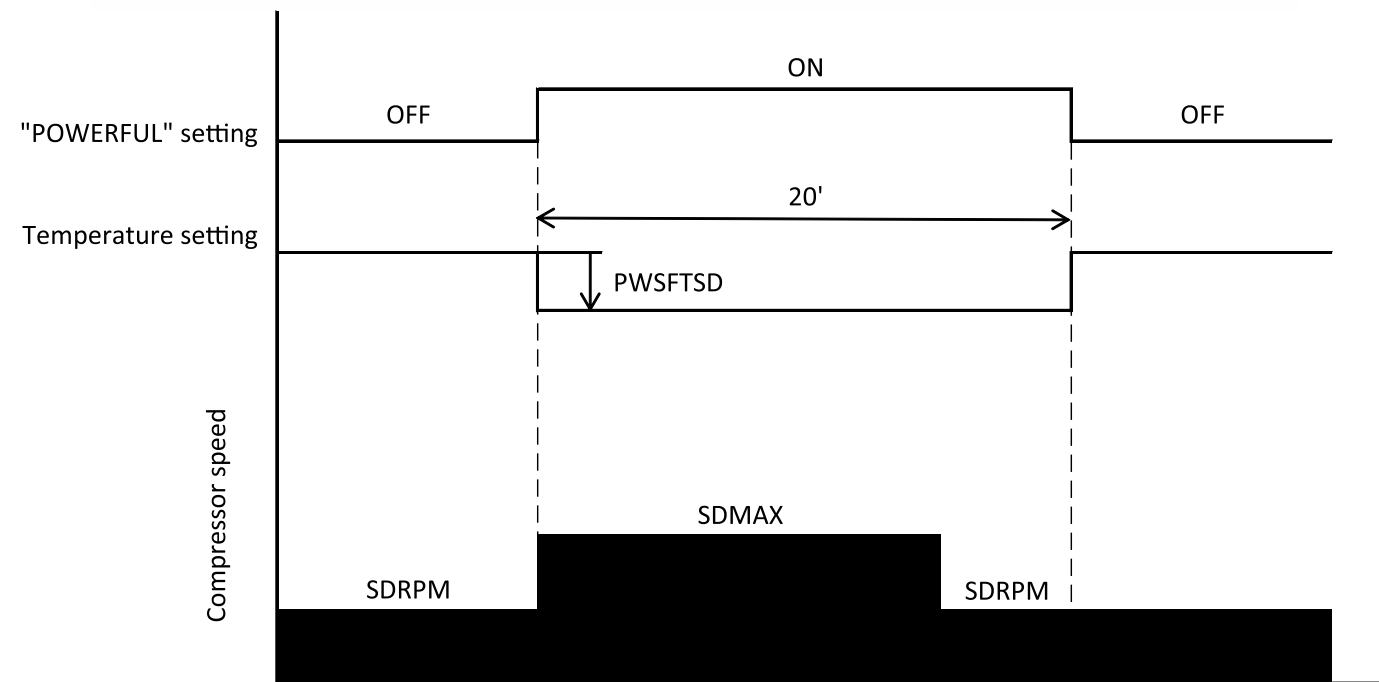 ON
OFF
OFF
"POWERFUL" setting
20'
Temperature setting
PWSFTSD
Compressor speed
SDMAX
SDRPM
SDRPM